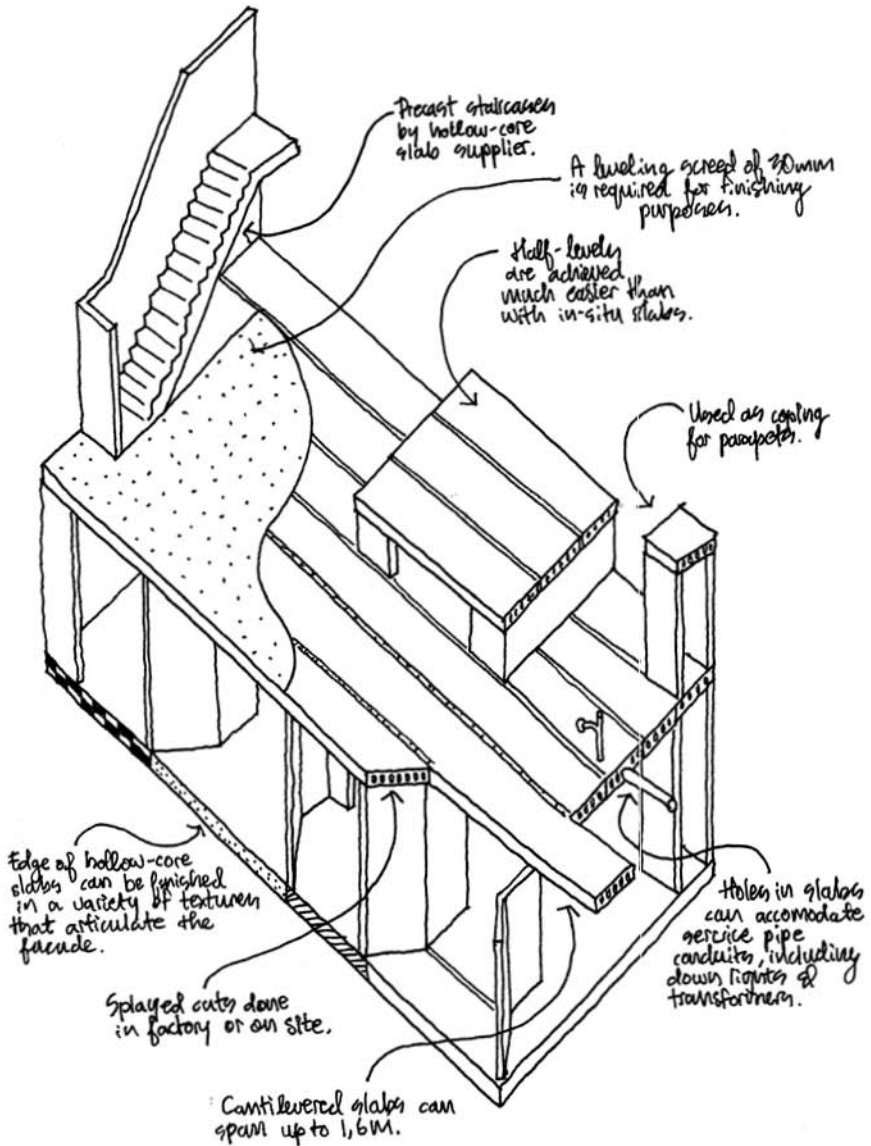 Precast staircases
by hollow-core
slab supplier.
A leveling screed of 30mm
is required for finishing
purposes.
Half-levels
are achieved
much easier than
with in-situ slabs.
Used as coping
for parapets.
Edge of hollow-core
slabs can be finished
in a variety of textures
that articulate the
facade.
Splayed cuts done
in factory or on site.
Cantilevered slabs can
span up to 1,6m.
Holes in slabs
can accomodate
service pipe
conduits, including
down lights &
transformers.